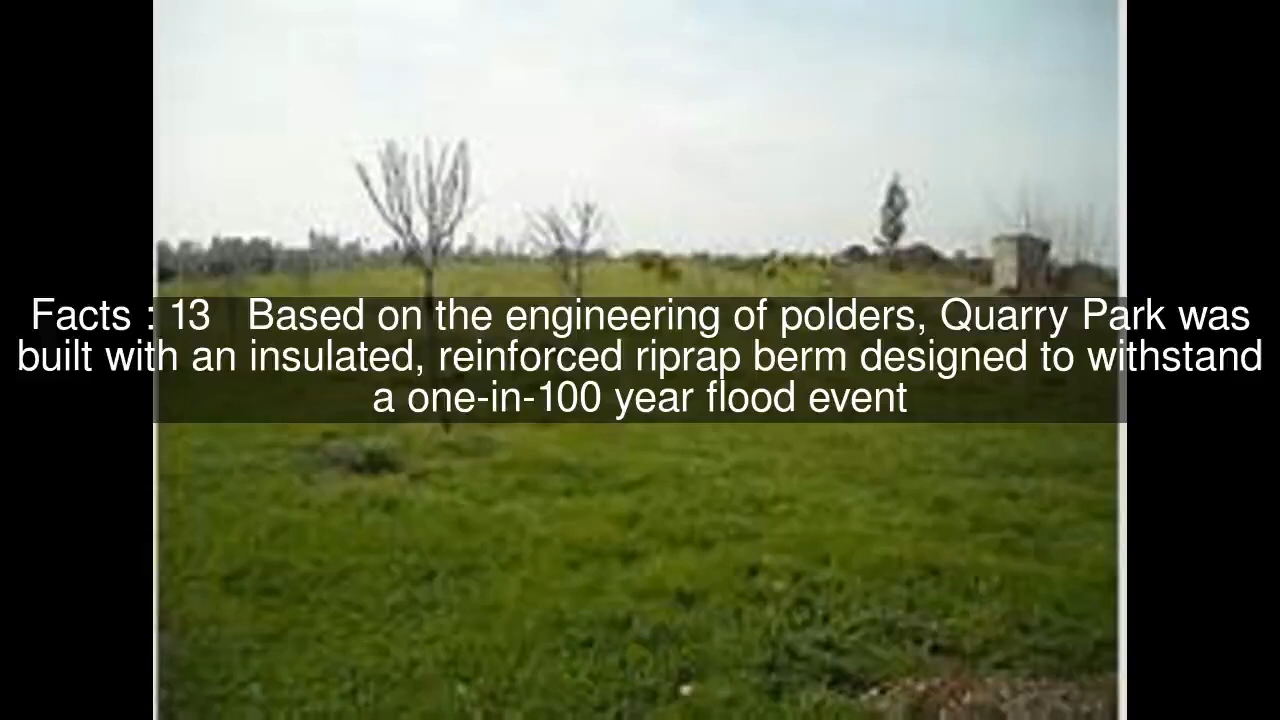 Facts : 13   Based on the engineering of polders, Quarry Park was
built with an insulated, reinforced riprap berm designed to withstand
a one-in-100 year flood event